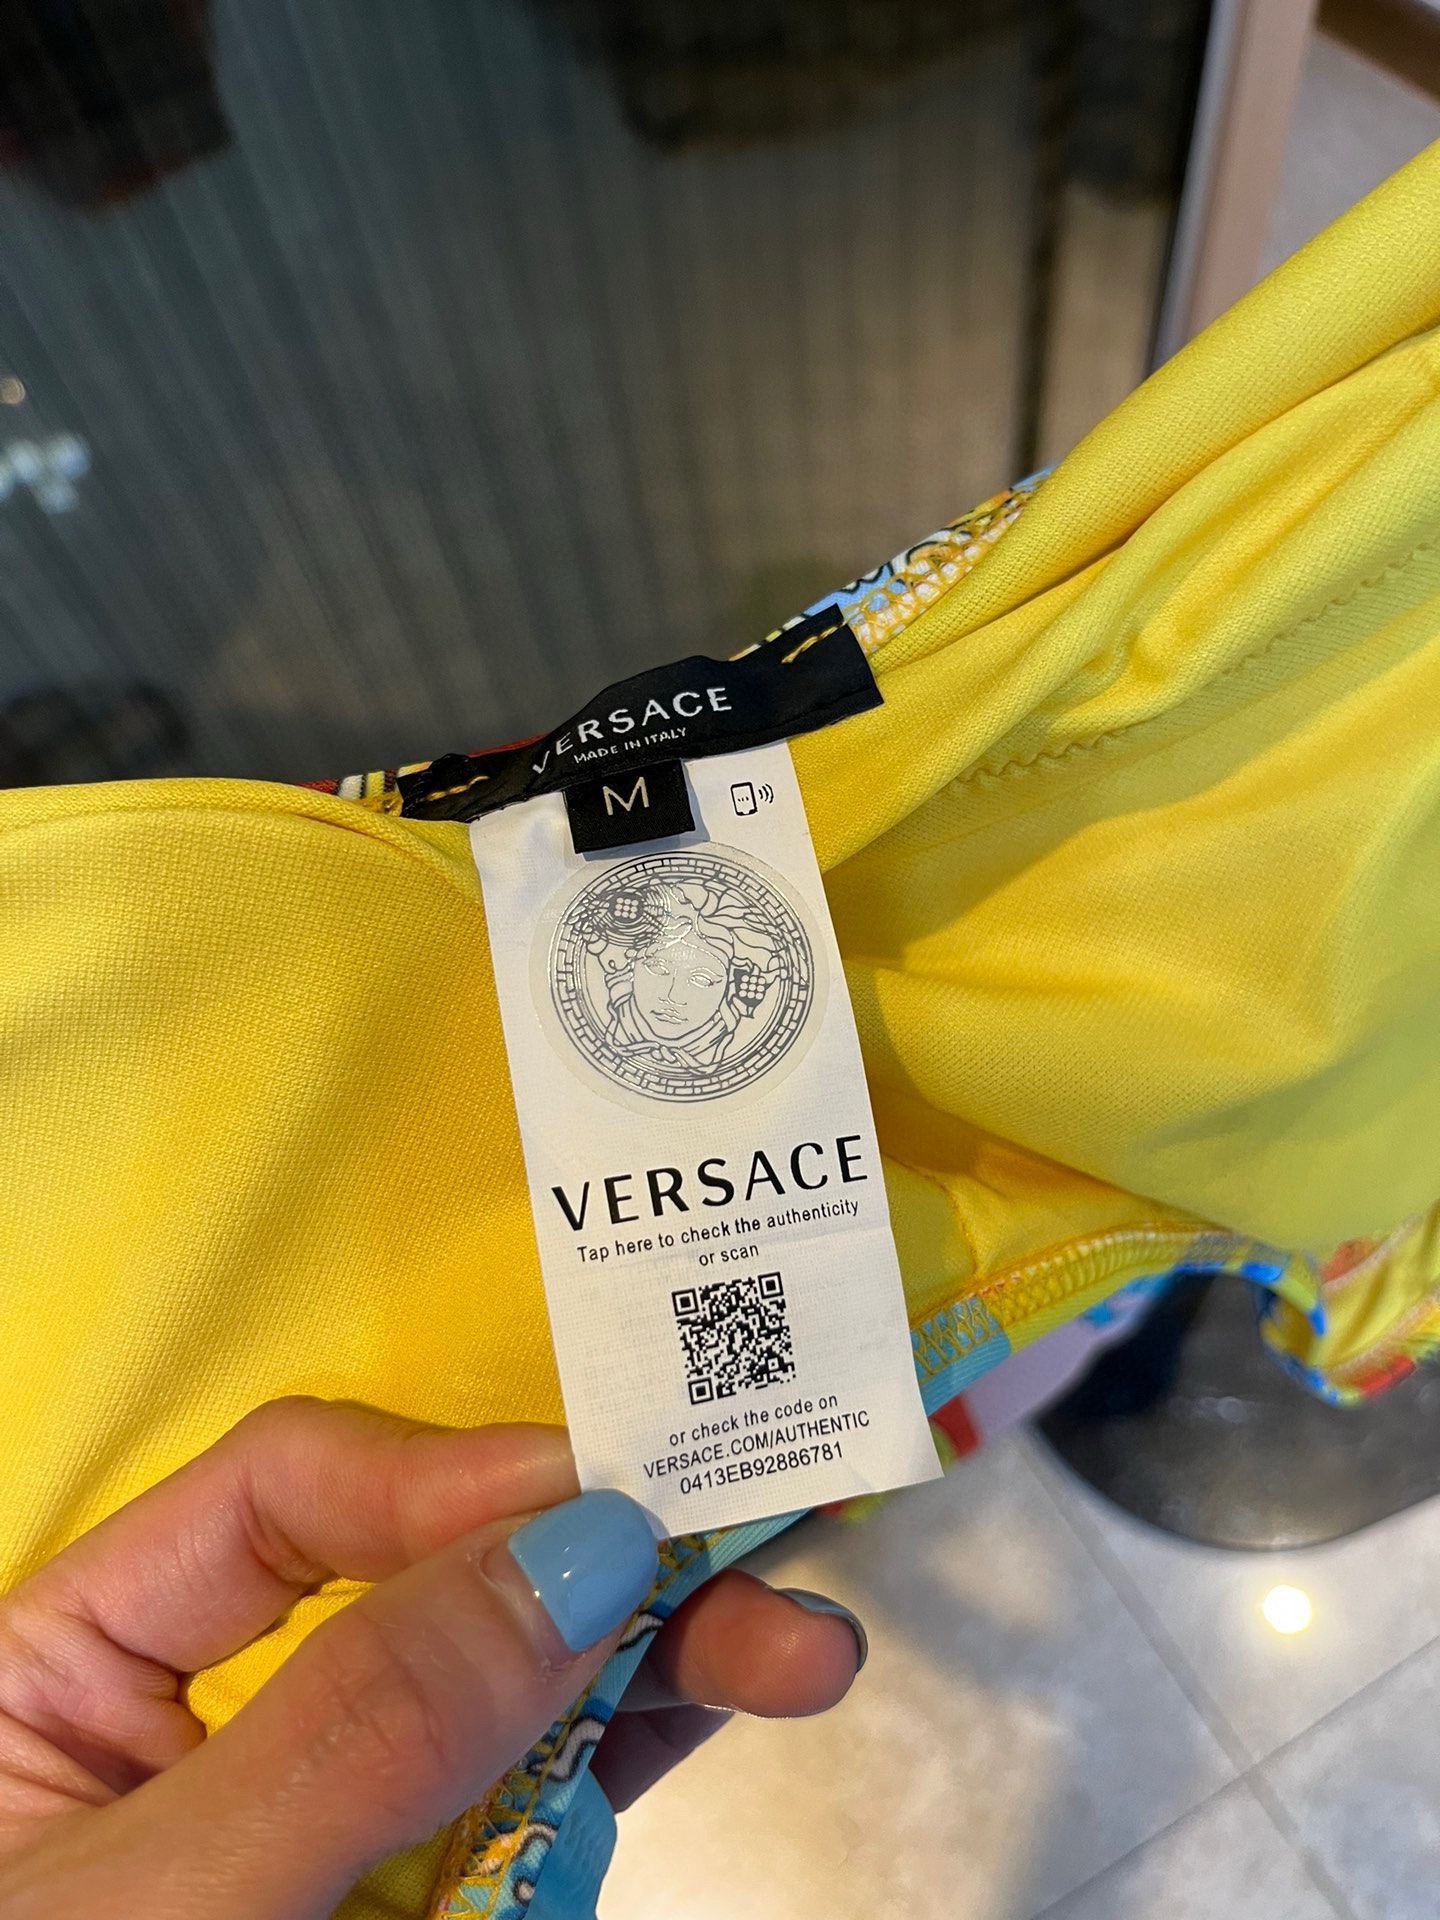 VERSACE
MADE IN ITALY
M
VERSACE
Tap here to check the authenticity
or scan
or check the code on
VERSACE.COM/AUTHENTIC
0413EB92886781